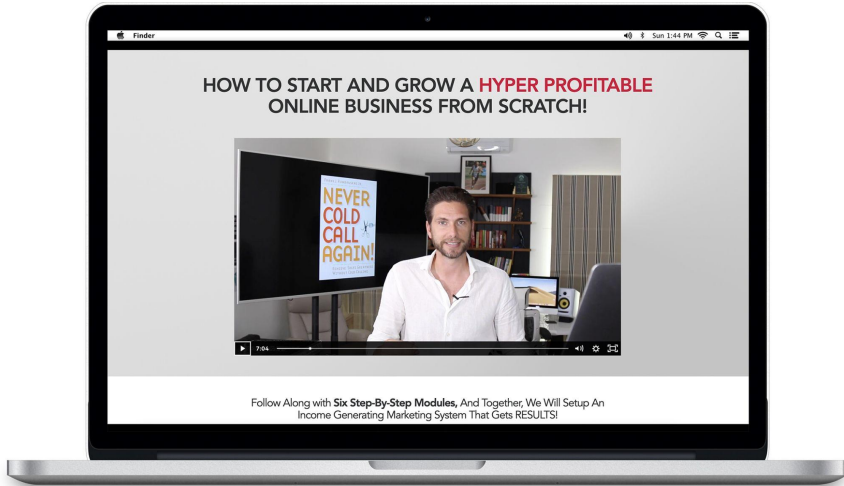 Finder
Sun 1:44 PM
HOW TO START AND GROW A HYPER PROFITABLE
ONLINE BUSINESS FROM SCRATCH!
NEVER
COLD
CALL
AGAIN!
7:04
Follow Along with Six Step-By-Step Modules, And Together, We Will Setup An
Income Generating Marketing System That Gets RESULTS!